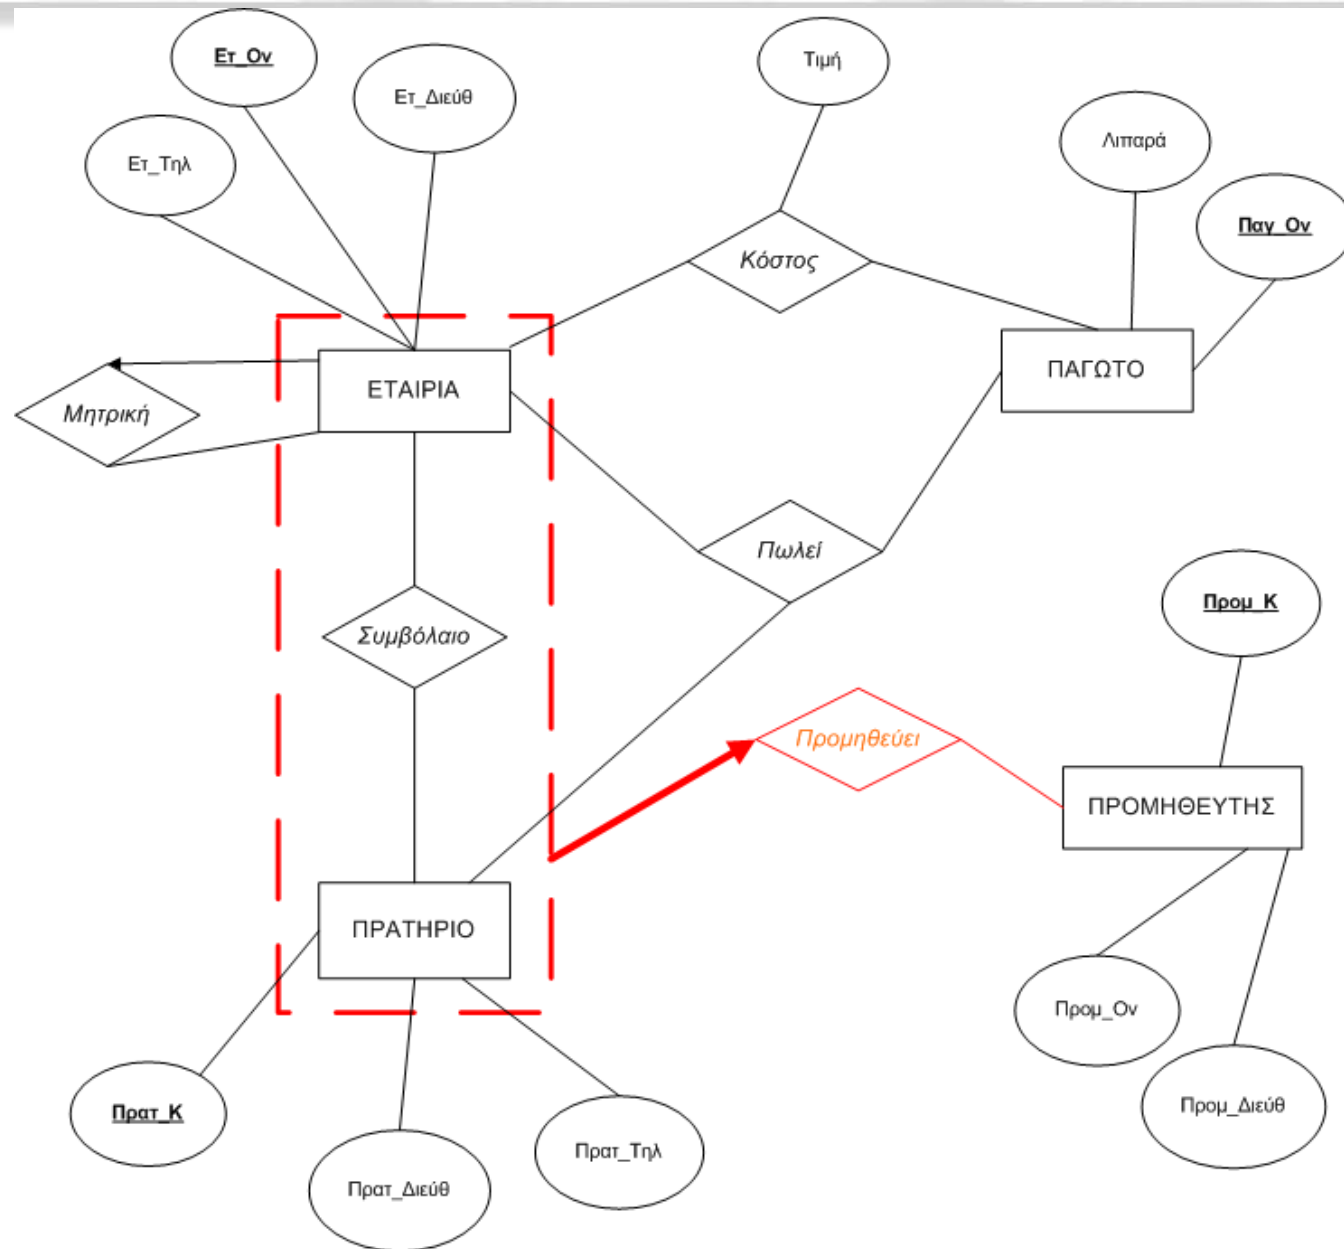 Ετ_Ον
Ετ_Διεύθ
Ετ_Τηλ
Τιμή
Λιπαρά
Παγ_Ον
Κόστος
ΕΤΑΙΡΙΑ
ΠΑΓΩΤΟ
Μητρική
Πωλεί
Συμβόλαιο
Προμ_Κ
Προμηθεύει
ΠΡΟΜΗΘΕΥΤΗΣ
ΠΡΑΤΗΡΙΟ
Προμ_Ον
Προμ_Διεύθ
Πρατ_Κ
Πρατ_Διεύθ
Πρατ_Τηλ